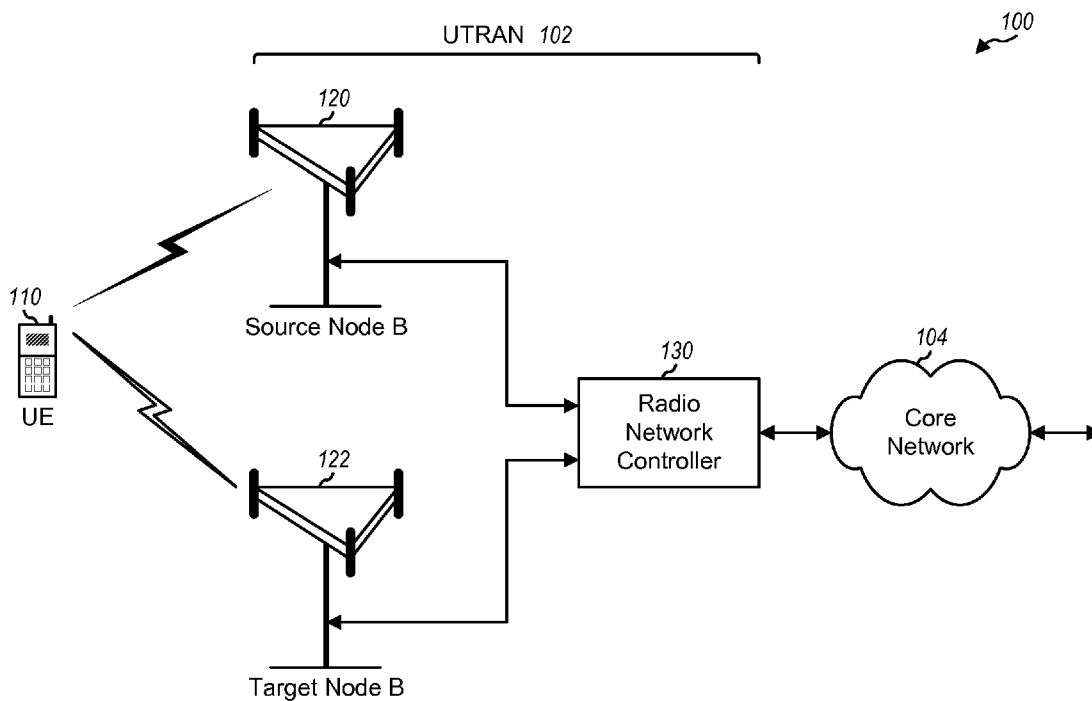 UTRAN 102
100
120
Source Node B
110
UE
130
Radio
Network
Controller
104
Core
Network
122
Target Node B